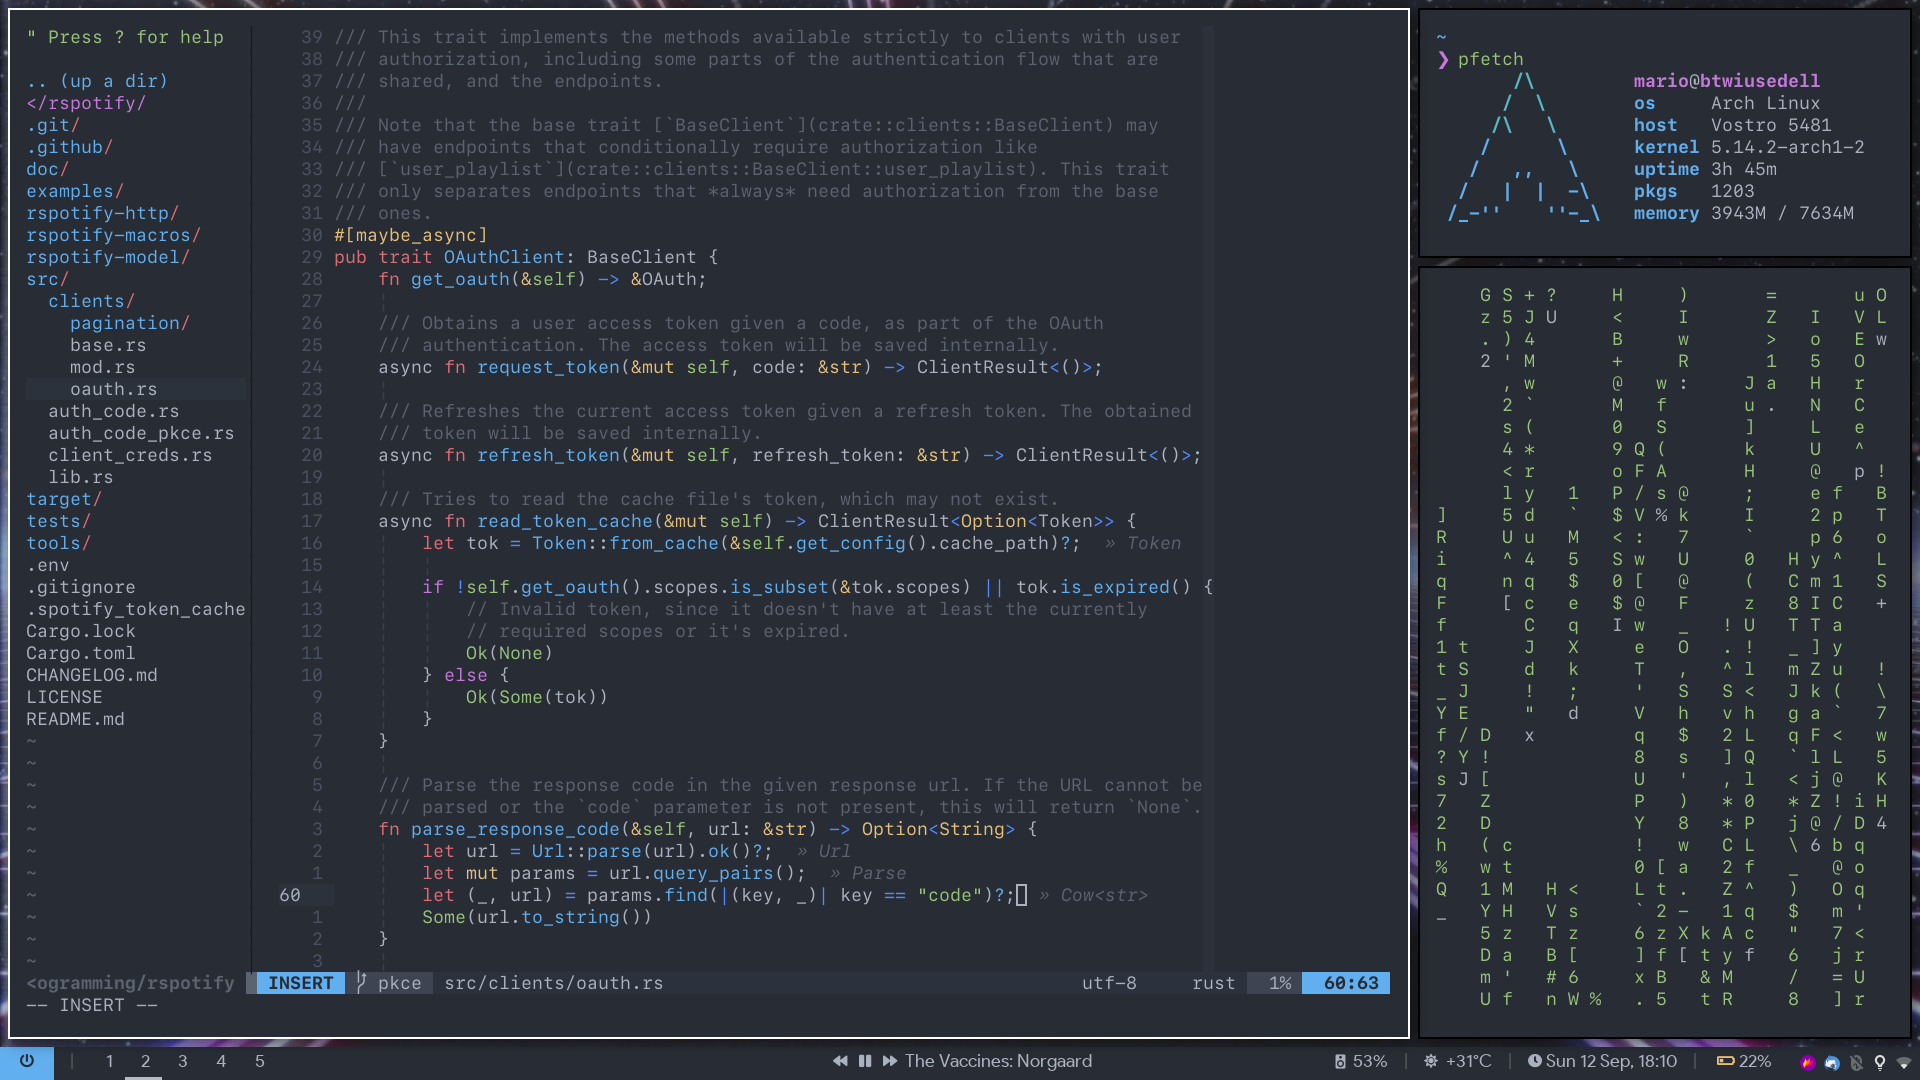 " Press ? for help
.. (up a dir)
</rspotify/
.git/
.github/
doc/
examples/
rspotify-http/
rspotify-macros/
rspotify-model/
src/
clients/
pagination/
base.rs
mod.rs
oauth.rs
auth_code.rs
auth_code_pkce.rs
client_creds.rs
lib.rs
target/
tests/
tools/
.env
.gitignore
.spotify_token_cache
Cargo.lock
Cargo.toml
CHANGELOG.md
LICENSE
README.md
39 /// This trait implements the methods available strictly to clients with user
38 /// authorization, including some parts of the authentication flow that are
37 /// shared, and the endpoints.
36 ///
35 /// Note that the base trait [`BaseClient`](crate::clients::BaseClient) may
34 /// have endpoints that conditionally require authorization like
33 /// [`user_playlist`](crate::clients::BaseClient::user_playlist). This trait
32 /// only separates endpoints that *always* need authorization from the base
31 /// ones.
30 #[maybe_async]
29 pub trait OAuthClient: BaseClient {
28     fn get_oauth(&self) -> &OAuth;
27
26     /// Obtains a user access token given a code, as part of the OAuth
25     /// authentication. The access token will be saved internally.
24     async fn request_token(&mut self, code: &str) -> ClientResult<()>;
23
22     /// Refreshes the current access token given a refresh token. The obtained
21     /// token will be saved internally.
20     async fn refresh_token(&mut self, refresh_token: &str) -> ClientResult<()>;
19
18     /// Tries to read the cache file's token, which may not exist.
17     async fn read_token_cache(&mut self) -> ClientResult<Option<Token>> {
16         let tok = Token::from_cache(&self.get_config().cache_path)?;  » Token
15
14         if !self.get_oauth().scopes.is_subset(&tok.scopes) || tok.is_expired() {
13             // Invalid token, since it doesn't have at least the currently
12             // required scopes or it's expired.
11             Ok(None)
10         } else {
9             Ok(Some(tok))
8         }
7     }
6
5     /// Parse the response code in the given response url. If the URL cannot be
4     /// parsed or the `code` parameter is not present, this will return `None`.
3     fn parse_response_code(&self, url: &str) -> Option<String> {
2         let url = Url::parse(url).ok()?;  » Url
1         let mut params = url.query_pairs();  » Parse
60         let (_, url) = params.find(|(key, _)| key == "code")?; » Cow<str>
1         Some(url.to_string())
2     }
3
<ogramming/rspotify INSERT pkce src/clients/oauth.rs utf-8 rust 1% 60:63
-- INSERT --
~
❯ pfetch
mario@btwiusedell
os Arch Linux
host Vostro 5481
kernel 5.14.2-arch1-2
uptime 3h 45m
pkgs 1203
memory 3943M / 7634M
1 2 3 4 5
The Vaccines: Norgaard
53% | +31°C | Sun 12 Sep, 18:10 | 22%